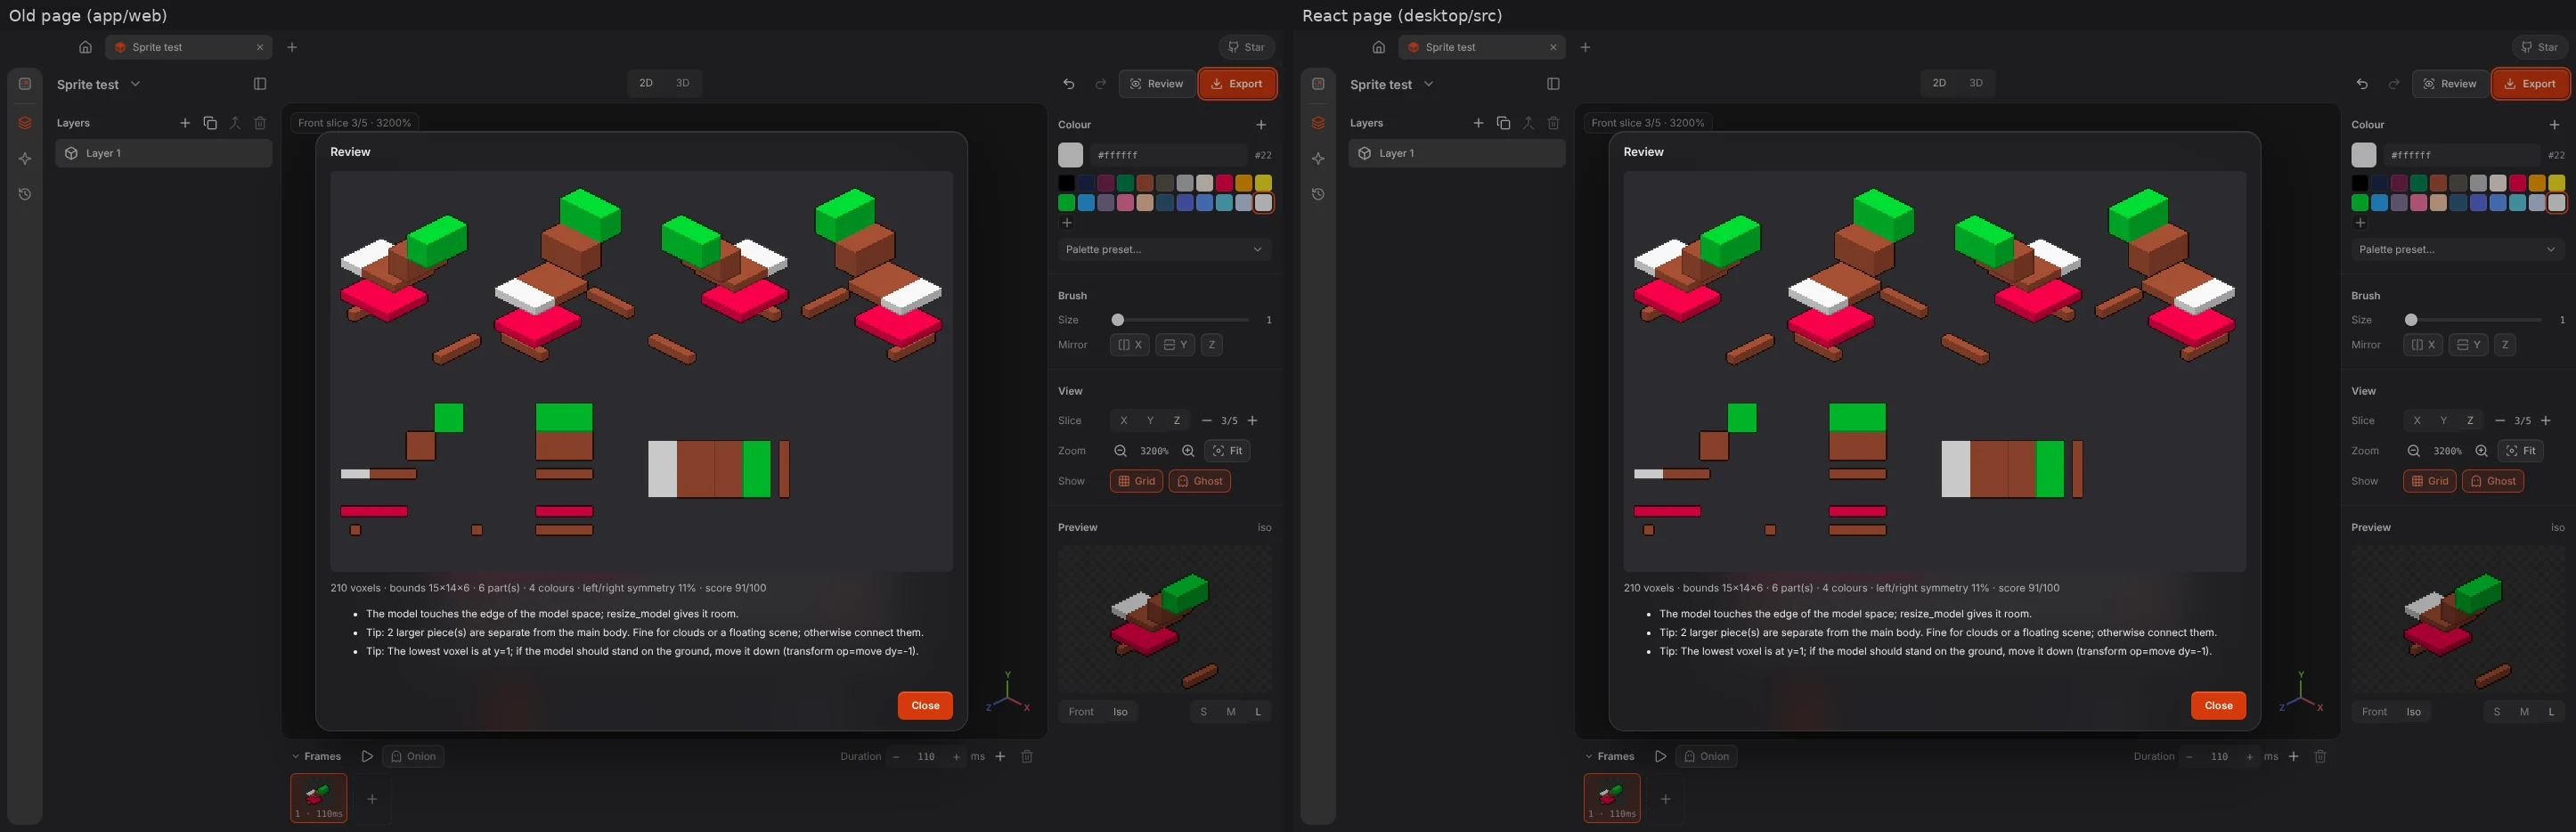 Old page (app/web)
Sprite test
Star
Sprite test
2D 3D
Review
Export
Layers
Layer 1
Front slice 3/5 · 3200%
Review
210 voxels · bounds 15×14×6 · 6 part(s) · 4 colours · left/right symmetry 11% · score 91/100
• The model touches the edge of the model space; resize_model gives it room.
• Tip: 2 larger piece(s) are separate from the main body. Fine for clouds or a floating scene; otherwise connect them.
• Tip: The lowest voxel is at y=1; if the model should stand on the ground, move it down (transform op=move dy=-1).
Close
Y
Z
X
Colour
#ffffff #22
Palette preset...
Brush
Size 1
Mirror X Y Z
View
Slice X Y Z 3/5
Zoom 3200% Fit
Show Grid Ghost
Preview iso
Front Iso S M L
Frames Onion Duration 110 ms
1 · 110ms
React page (desktop/src)
Sprite test
Star
Sprite test
2D 3D
Review
Export
Layers
Layer 1
Front slice 3/5 · 3200%
Review
210 voxels · bounds 15×14×6 · 6 part(s) · 4 colours · left/right symmetry 11% · score 91/100
• The model touches the edge of the model space; resize_model gives it room.
• Tip: 2 larger piece(s) are separate from the main body. Fine for clouds or a floating scene; otherwise connect them.
• Tip: The lowest voxel is at y=1; if the model should stand on the ground, move it down (transform op=move dy=-1).
Close
Y
Z
X
Colour
#ffffff #22
Palette preset...
Brush
Size 1
Mirror X Y Z
View
Slice X Y Z 3/5
Zoom 3200% Fit
Show Grid Ghost
Preview iso
Front Iso S M L
Frames Onion Duration 110 ms
1 · 110ms